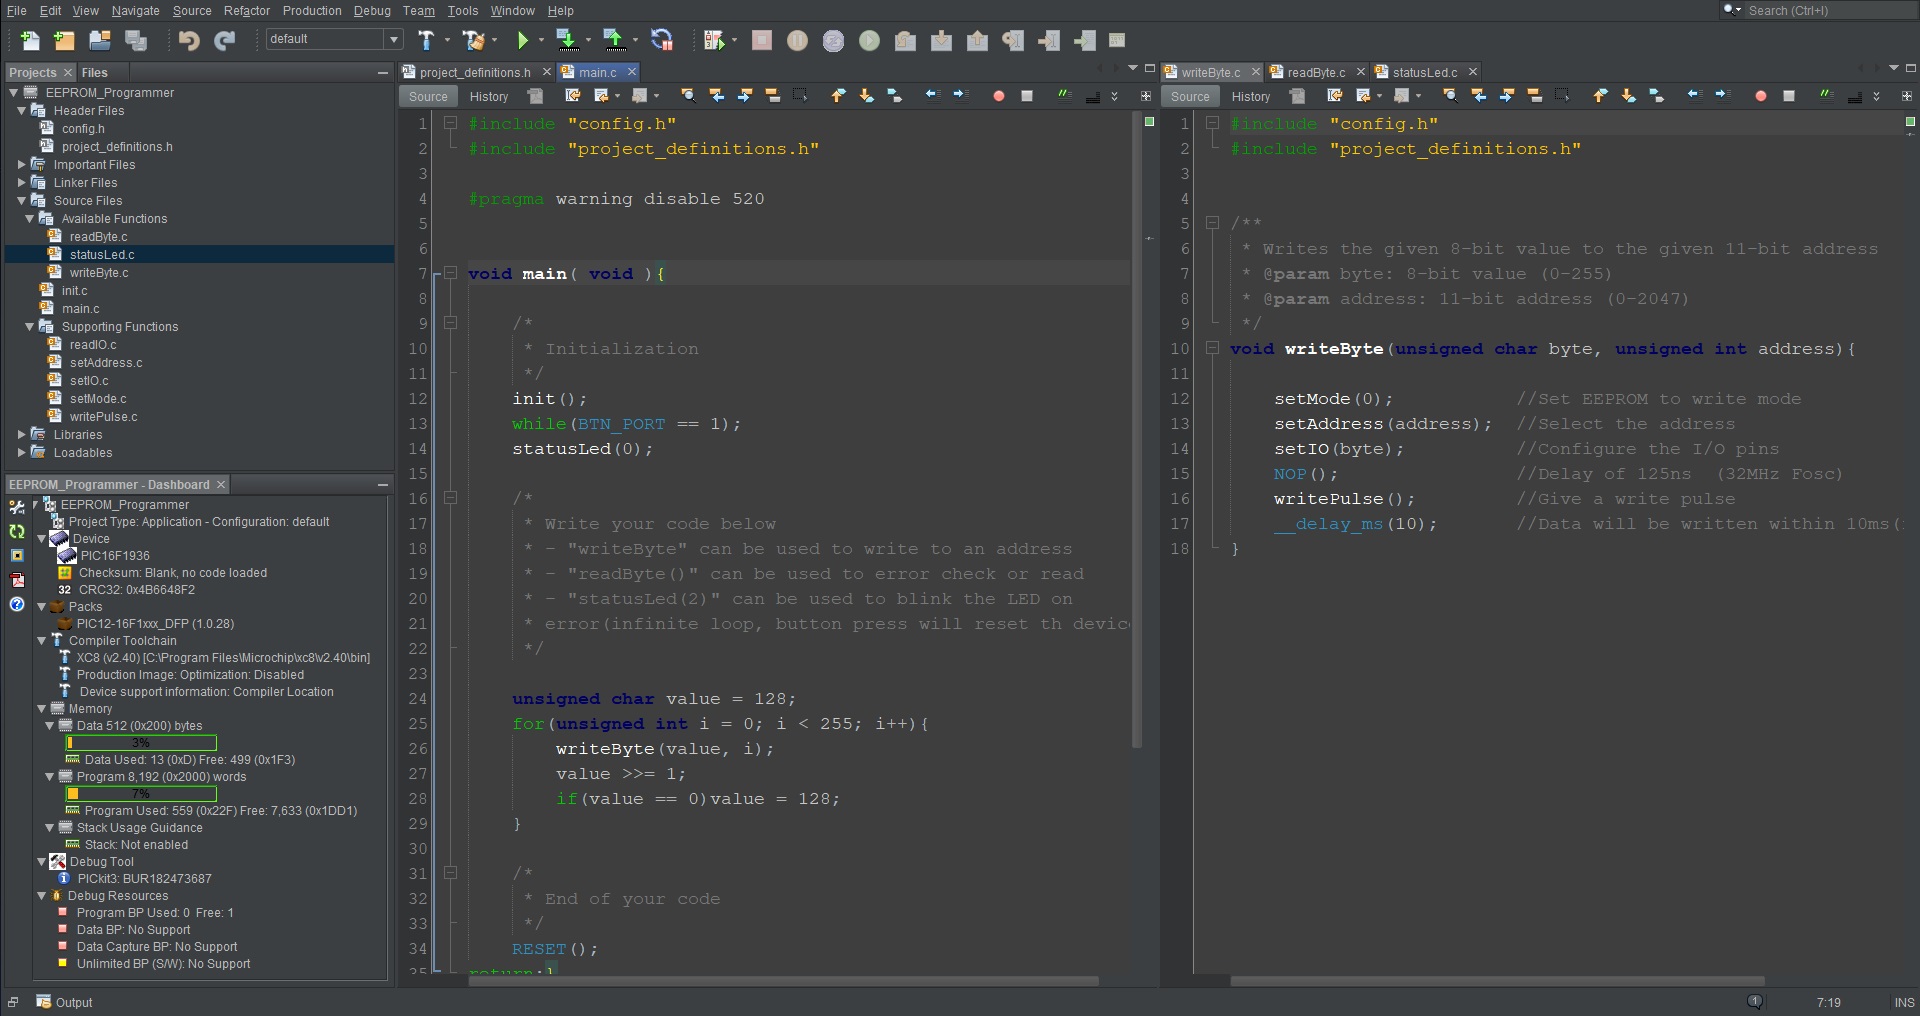 File Edit View Navigate Source Refactor Production Debug Team Tools Window Help
Search (Ctrl+I)
default
Projects Files
EEPROM_Programmer
Header Files
config.h
project_definitions.h
Important Files
Linker Files
Source Files
Available Functions
readByte.c
statusLed.c
writeByte.c
init.c
main.c
Supporting Functions
readIO.c
setAddress.c
setIO.c
setMode.c
writePulse.c
Libraries
Loadables
EEPROM_Programmer - Dashboard
EEPROM_Programmer
Project Type: Application - Configuration: default
Device
PIC16F1936
Checksum: Blank, no code loaded
32 CRC32: 0x4B6648F2
Packs
PIC12-16F1xxx_DFP (1.0.28)
Compiler Toolchain
XC8 (v2.40) [C:\Program Files\Microchip\xc8\v2.40\bin]
Production Image: Optimization: Disabled
Device support information: Compiler Location
Memory
Data 512 (0x200) bytes
3%
Data Used: 13 (0xD) Free: 499 (0x1F3)
Program 8,192 (0x2000) words
7%
Program Used: 559 (0x22F) Free: 7,633 (0x1DD1)
Stack Usage Guidance
Stack: Not enabled
Debug Tool
PICkit3: BUR182473687
Debug Resources
Program BP Used: 0 Free: 1
Data BP: No Support
Data Capture BP: No Support
Unlimited BP (S/W): No Support
project_definitions.h main.c
Source History
1 #include "config.h"
2 #include "project_definitions.h"
3
4 #pragma warning disable 520
5
6
7 void main( void ){
8
9 /*
10 * Initialization
11 */
12 init();
13 while(BTN_PORT == 1);
14 statusLed(0);
15
16 /*
17 * Write your code below
18 * - "writeByte" can be used to write to an address
19 * - "readByte()" can be used to error check or read
20 * - "statusLed(2)" can be used to blink the LED on
21 * error(infinite loop, button press will reset th devic
22 */
23
24 unsigned char value = 128;
25 for(unsigned int i = 0; i < 255; i++){
26 writeByte(value, i);
27 value >>= 1;
28 if(value == 0)value = 128;
29 }
30
31 /*
32 * End of your code
33 */
34 RESET();
35 return;}
writeByte.c readByte.c statusLed.c
Source History
1 #include "config.h"
2 #include "project_definitions.h"
3
4
5 /**
6 * Writes the given 8-bit value to the given 11-bit address
7 * @param byte: 8-bit value (0-255)
8 * @param address: 11-bit address (0-2047)
9 */
10 void writeByte(unsigned char byte, unsigned int address){
11
12 setMode(0); //Set EEPROM to write mode
13 setAddress(address); //Select the address
14 setIO(byte); //Configure the I/O pins
15 NOP(); //Delay of 125ns (32MHz Fosc)
16 writePulse(); //Give a write pulse
17 __delay_ms(10); //Data will be written within 10ms(
18 }
Output
1
7:19
INS